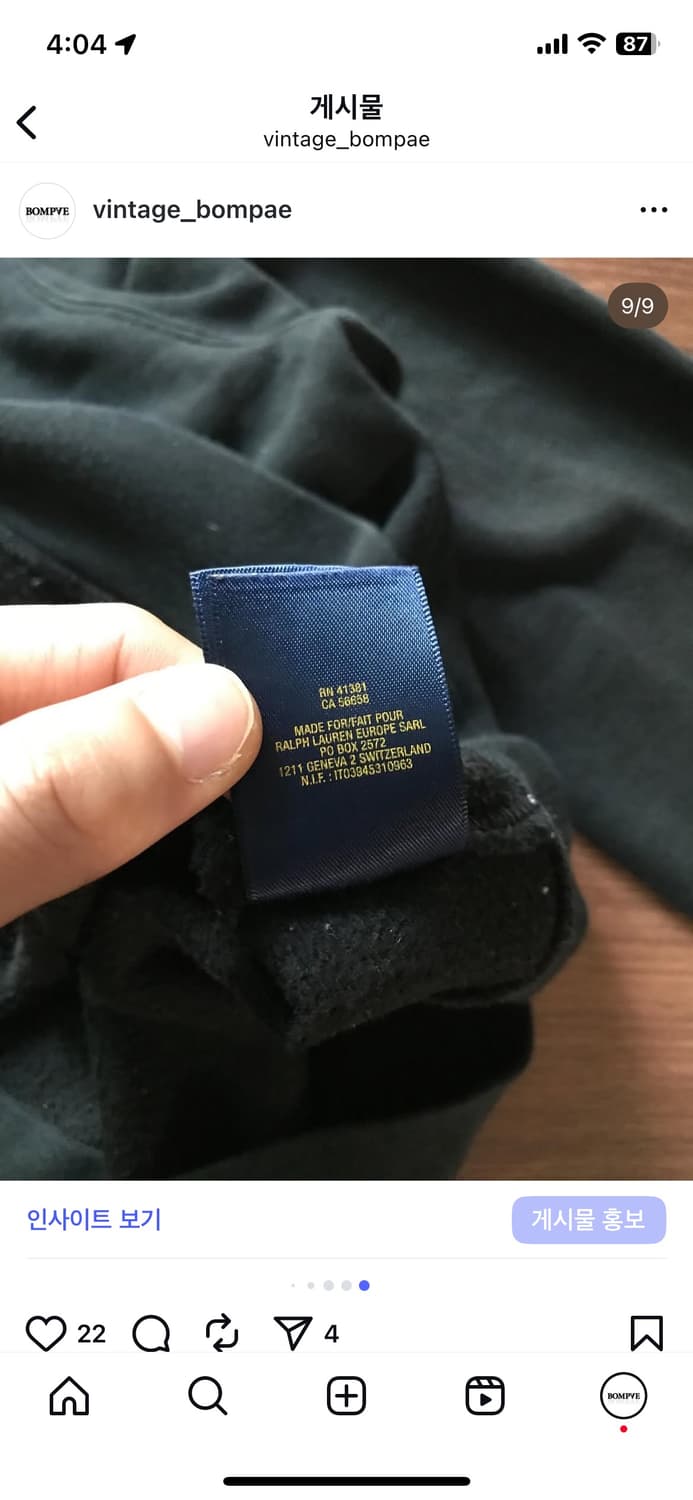 4:04
87
게시물
vintage_bompae
BOMPVE
vintage_bompae
9/9
RN 41381
CA 56658
MADE FOR/FAIT POUR
RALPH LAUREN EUROPE SARL
PO BOX 2572
1211 GENEVA 2 SWITZERLAND
N.I.F. : IT03845310963
인사이트 보기
게시물 홍보
22
4
BOMPVE